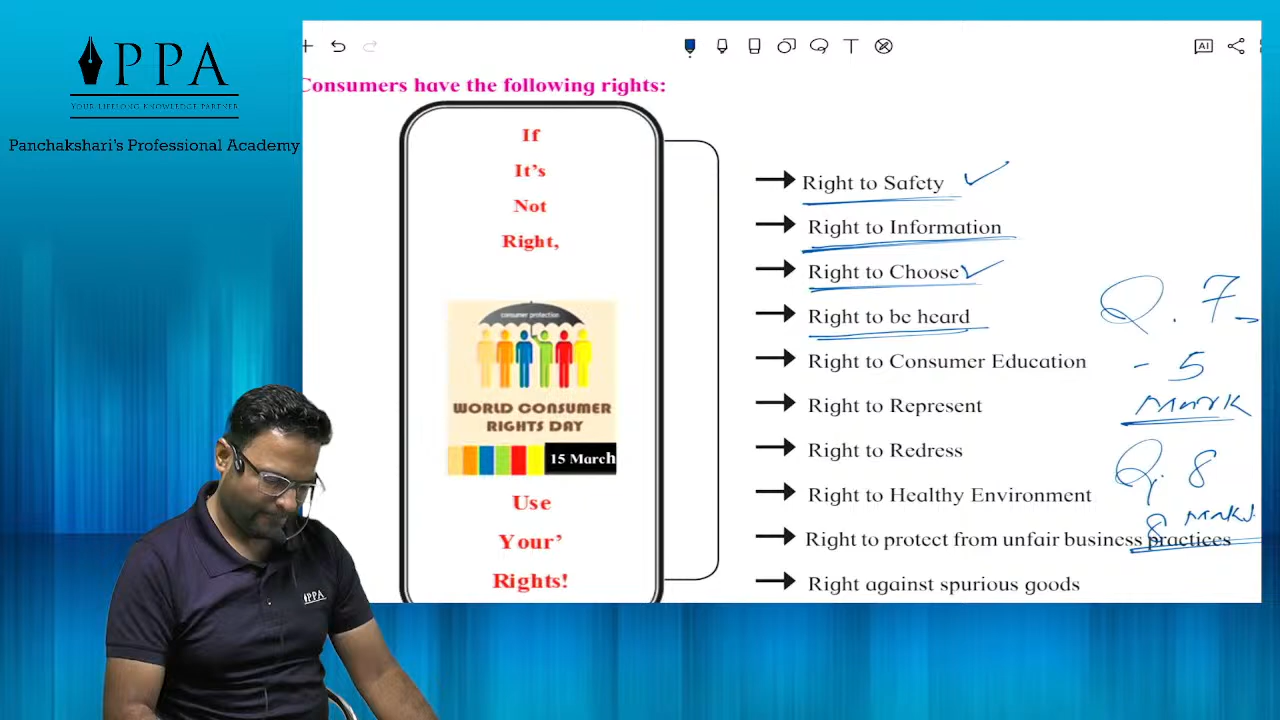 PPA
YOUR LIFELONG KNOWLEDGE PARTNER
Panchakshari's Professional Academy
T
AI
Consumers have the following rights:
If
It's
Not
Right,
consumer protection
WORLD CONSUMER
RIGHTS DAY
15 March
Use
Your'
Rights!
Right to Safety
Right to Information
Right to Choose
Right to be heard
Right to Consumer Education
Right to Represent
Right to Redress
Right to Healthy Environment
Right to protect from unfair business practices
Right against spurious goods
Q. 7
- 5
Mark
Q. 8
8 Marks
PPA